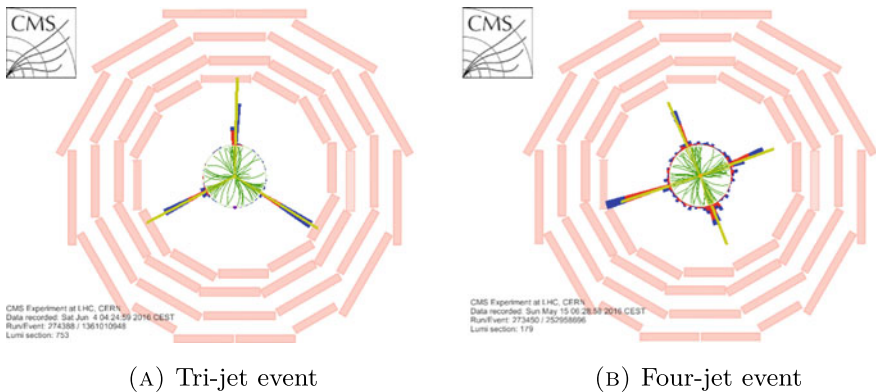 CMS
CMS Experiment at LHC, CERN
Data recorded: Sat Jun 4 04:24:59 2016 CEST
Run/Event: 274388 / 1361010948
Lumi section: 753
(A) Tri-jet event
CMS
CMS Experiment at LHC, CERN
Data recorded: Sun May 15 06:28:58 2016 CEST
Run/Event: 273450 / 252958696
Lumi section: 179
(B) Four-jet event